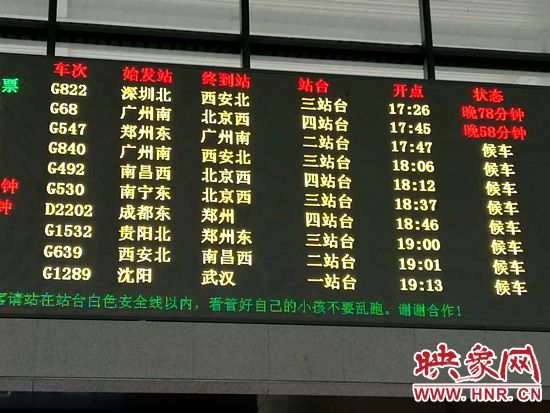 票 车次 始发站 终到站 站台 开点 状态
G822 深圳北 西安北 三站台 17:26 晚78分钟
G68 广州南 北京西 四站台 17:45 晚58分钟
G547 郑州东 广州南 二站台 17:47 候车
G840 广州南 西安北 三站台 18:06 候车
G492 南昌西 北京西 四站台 18:12 候车
钟 G530 南宁东 北京西 三站台 18:37 候车
钟 D2202 成都东 郑州 四站台 18:46 候车
G1532 贵阳北 郑州东 三站台 19:00 候车
G639 西安北 南昌西 二站台 19:01 候车
G1289 沈阳 武汉 一站台 19:13 候车
客请站在站台白色安全线以内，看管好自己的小孩不要乱跑。谢谢合作！
映象网
WWW.HNR.CN